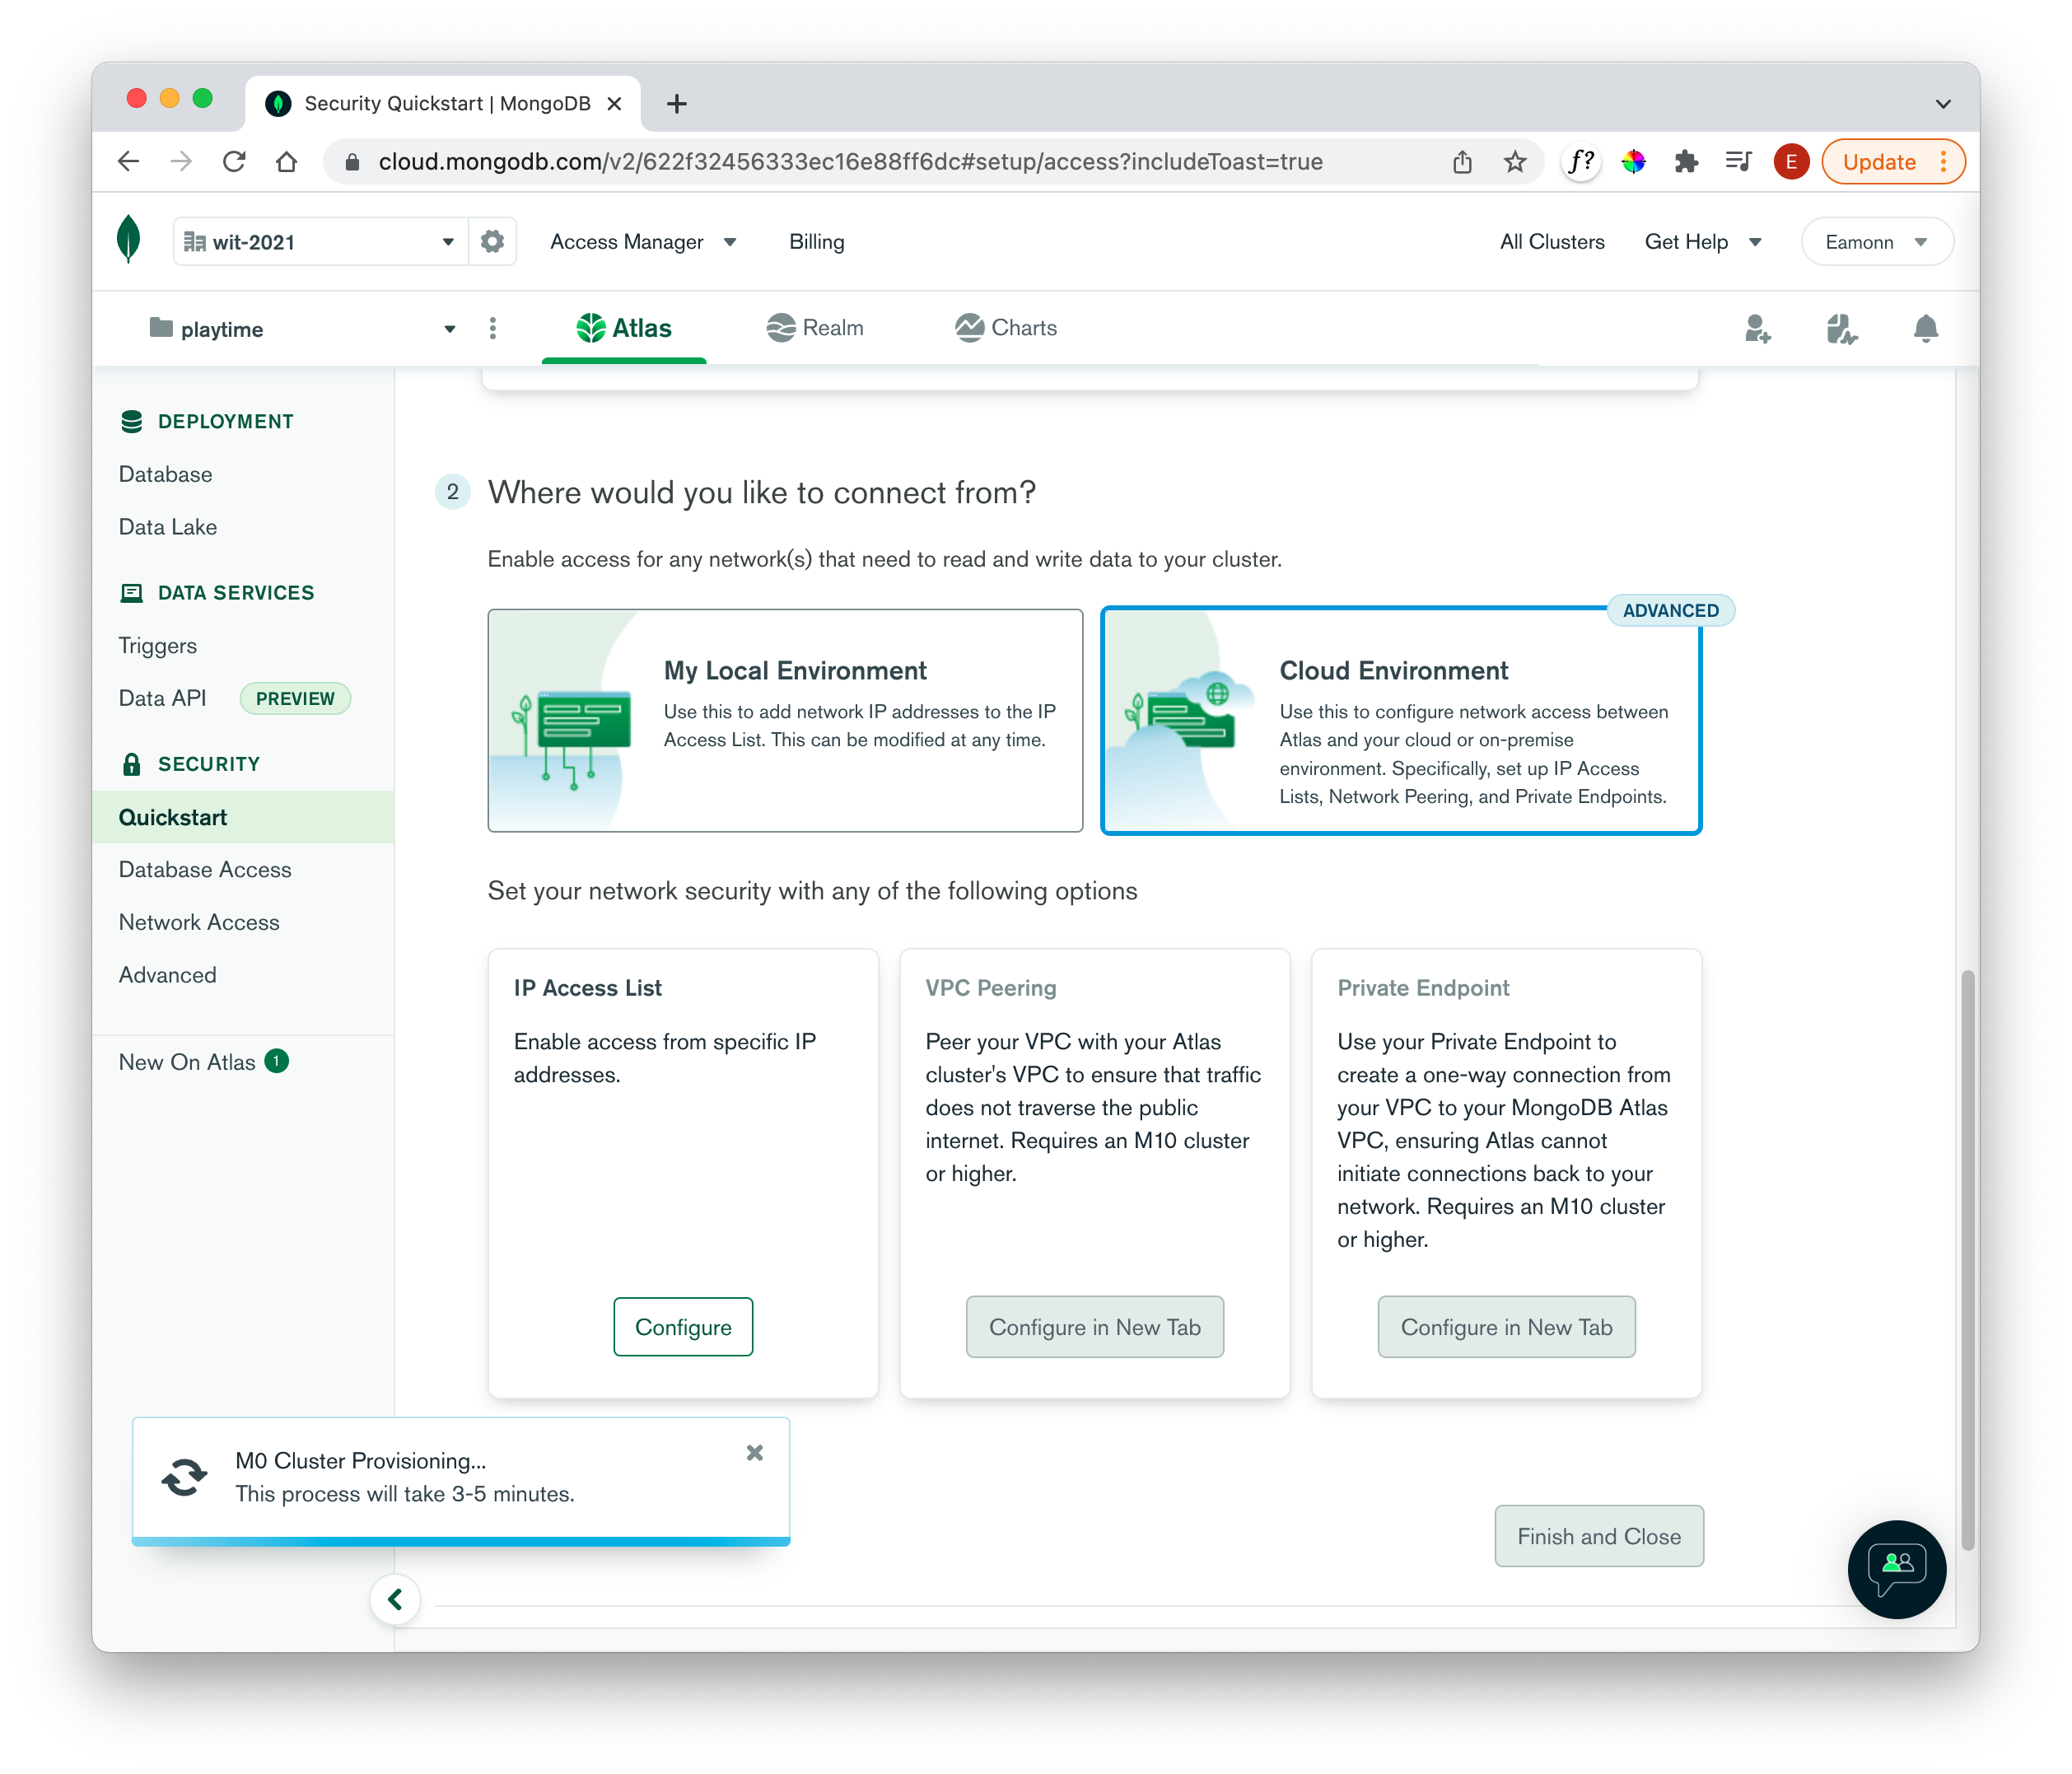 Security Quickstart | MongoDB
cloud.mongodb.com/v2/622f32456333ec16e88ff6dc#setup/access?includeToast=true
f?
E
Update
wit-2021
Access Manager
Billing
All Clusters
Get Help
Eamonn
playtime
Atlas
Realm
Charts
DEPLOYMENT
Database
Data Lake
DATA SERVICES
Triggers
Data API
PREVIEW
SECURITY
Quickstart
Database Access
Network Access
Advanced
New On Atlas
1
2
Where would you like to connect from?
Enable access for any network(s) that need to read and write data to your cluster.
My Local Environment
Use this to add network IP addresses to the IP
Access List. This can be modified at any time.
ADVANCED
Cloud Environment
Use this to configure network access between
Atlas and your cloud or on-premise
environment. Specifically, set up IP Access
Lists, Network Peering, and Private Endpoints.
Set your network security with any of the following options
IP Access List
Enable access from specific IP
addresses.
Configure
VPC Peering
Peer your VPC with your Atlas
cluster's VPC to ensure that traffic
does not traverse the public
internet. Requires an M10 cluster
or higher.
Configure in New Tab
Private Endpoint
Use your Private Endpoint to
create a one-way connection from
your VPC to your MongoDB Atlas
VPC, ensuring Atlas cannot
initiate connections back to your
network. Requires an M10 cluster
or higher.
Configure in New Tab
M0 Cluster Provisioning...
This process will take 3-5 minutes.
Finish and Close